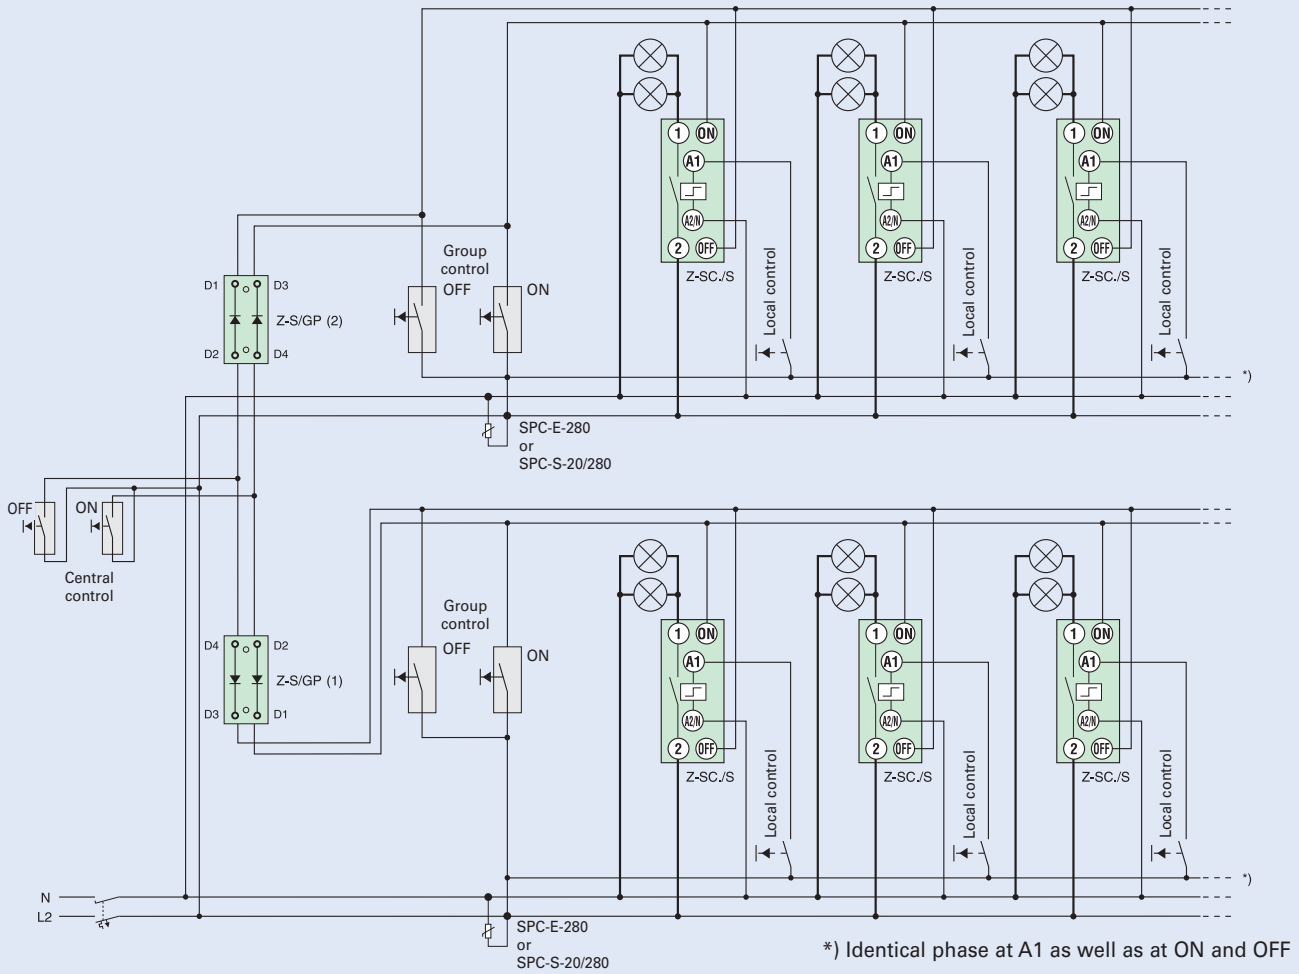 1 ON 1 ON 1 ON
A1 A1 A1
A2/N A2/N A2/N
2 OFF 2 OFF 2 OFF
Z-SC./S Z-SC./S Z-SC./S
Local control Local control Local control
Group
control
OFF ON
D1 D3
Z-S/GP (2)
D2 D4
*)
SPC-E-280
or
SPC-S-20/280
OFF ON
Central
control
Group
control
OFF ON
D4 D2
Z-S/GP (1)
D3 D1
1 ON 1 ON 1 ON
A1 A1 A1
A2/N A2/N A2/N
2 OFF 2 OFF 2 OFF
Z-SC./S Z-SC./S Z-SC./S
Local control Local control Local control
*)
N
L2
SPC-E-280
or
SPC-S-20/280
*) Identical phase at A1 as well as at ON and OFF